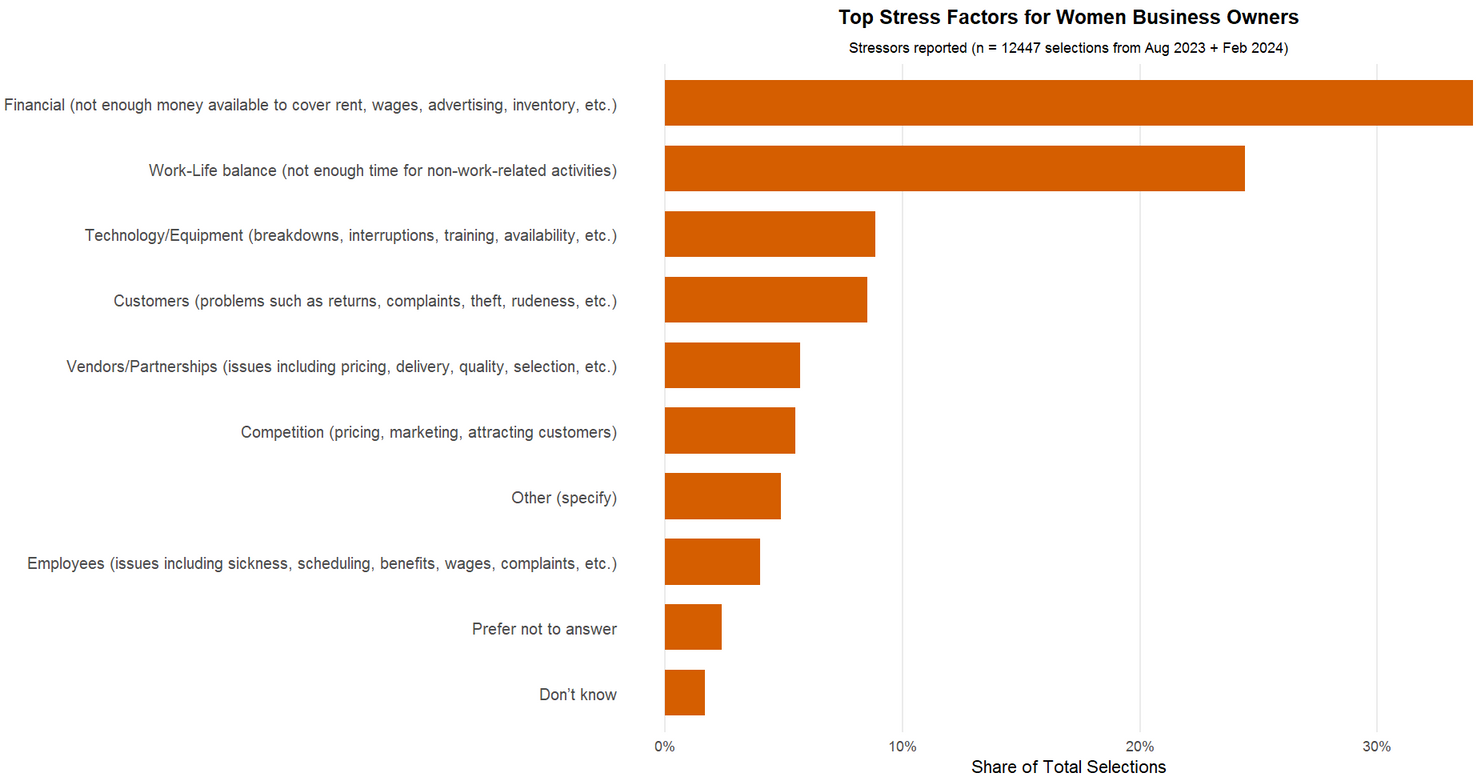 Top Stress Factors for Women Business Owners
Stressors reported (n = 12447 selections from Aug 2023 + Feb 2024)
Financial (not enough money available to cover rent, wages, advertising, inventory, etc.)
Work-Life balance (not enough time for non-work-related activities)
Technology/Equipment (breakdowns, interruptions, training, availability, etc.)
Customers (problems such as returns, complaints, theft, rudeness, etc.)
Vendors/Partnerships (issues including pricing, delivery, quality, selection, etc.)
Competition (pricing, marketing, attracting customers)
Other (specify)
Employees (issues including sickness, scheduling, benefits, wages, complaints, etc.)
Prefer not to answer
Don’t know
0% 10% 20% 30%
Share of Total Selections